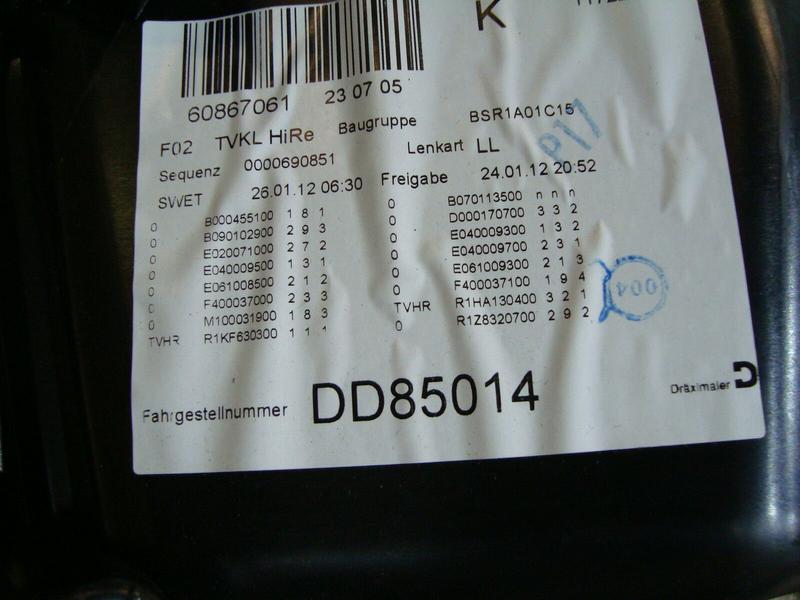 K
60867061 23 07 05
F02 TVKL HiRe Baugruppe BSR1A01C15
Sequenz 0000690851 Lenkart LL
SWET 26.01.12 06:30 Freigabe 24.01.12 20:52
0 B000455100 1 8 1
0 B090102900 2 9 3
0 E020071000 2 7 2
0 E040009500 1 3 1
0 E061008500 2 1 2
0 F400037000 2 3 3
0 M100031900 1 8 3
TVHR R1KF630300 1 1 1
0 B070113500 n n n
0 D000170700 3 3 2
0 E040009300 1 3 2
0 E040009700 2 3 1
0 E061009300 2 1 3
0 F400037100 1 9 4
TVHR R1HA130400 3 2 1
0 R1Z8320700 2 9 2
P17
004
Fahrgestellnummer DD85014
Dräxlmaier D